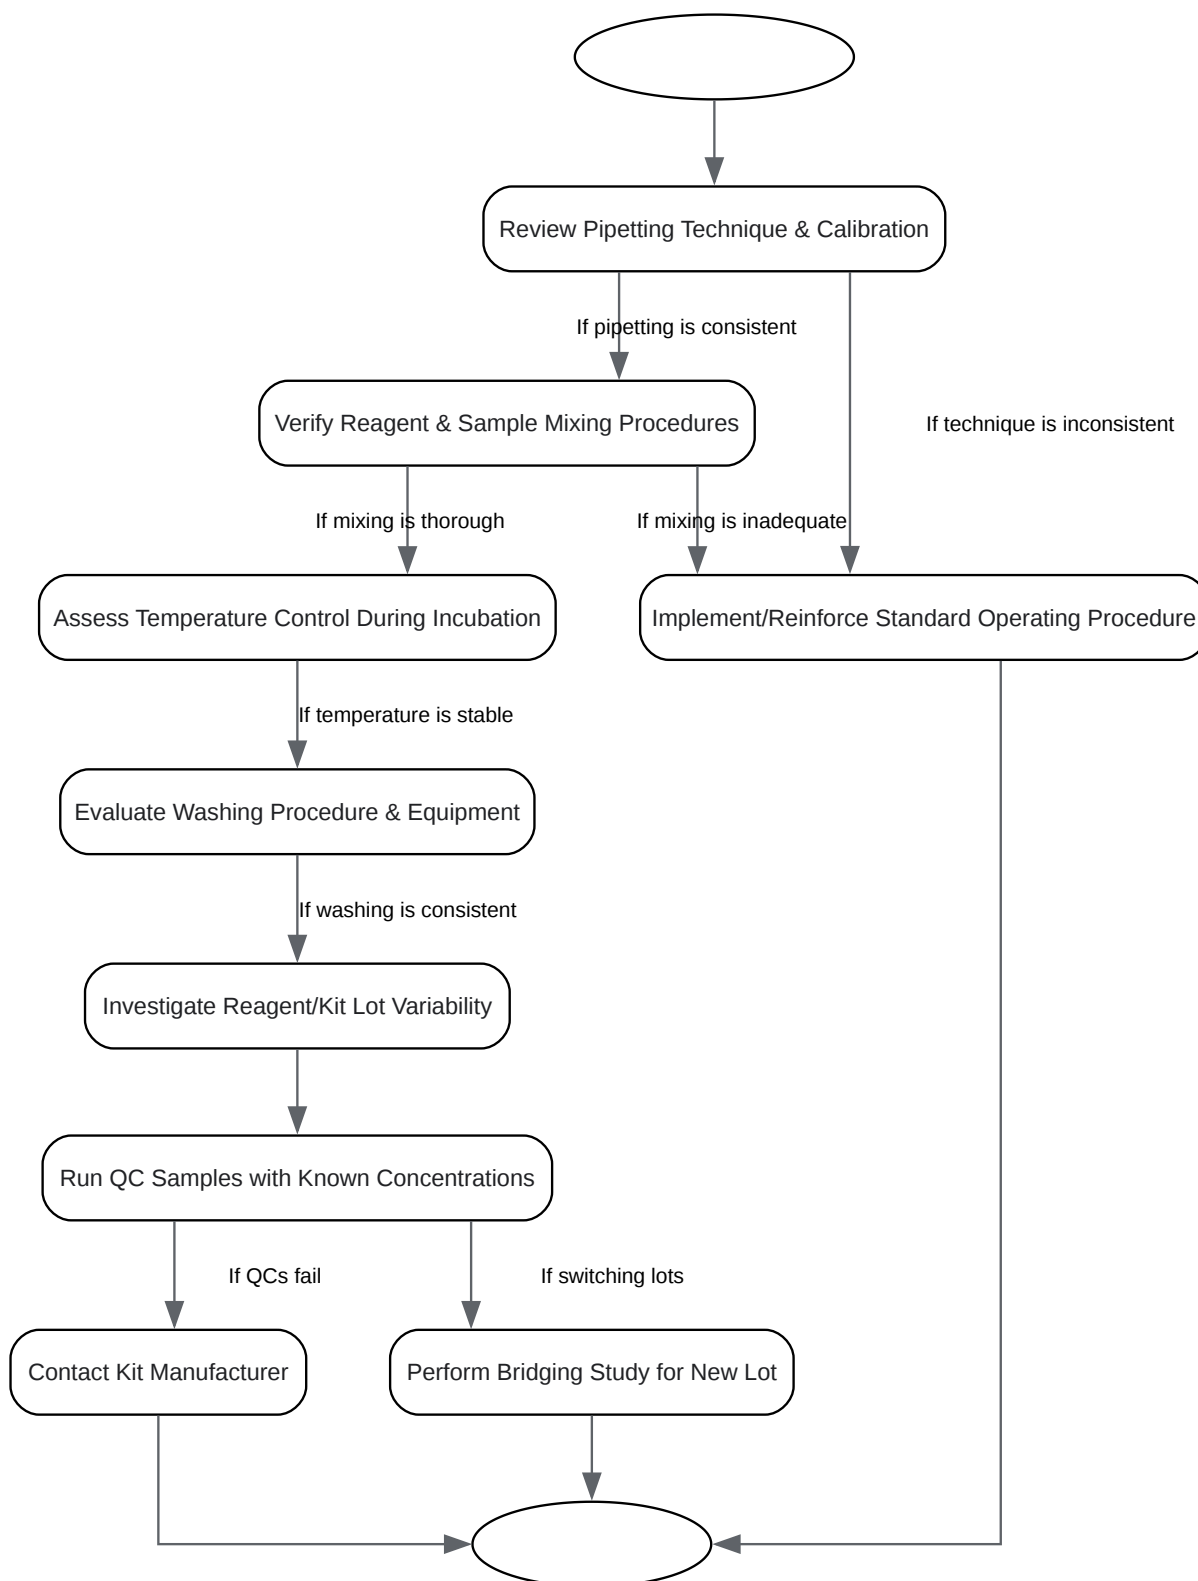 Review Pipetting Technique & Calibration
If pipetting is consistent
Verify Reagent & Sample Mixing Procedures
If technique is inconsistent
If mixing is thorough
If mixing is inadequate
Assess Temperature Control During Incubation
Implement/Reinforce Standard Operating Procedure
If temperature is stable
Evaluate Washing Procedure & Equipment
If washing is consistent
Investigate Reagent/Kit Lot Variability
Run QC Samples with Known Concentrations
If QCs fail
If switching lots
Contact Kit Manufacturer
Perform Bridging Study for New Lot